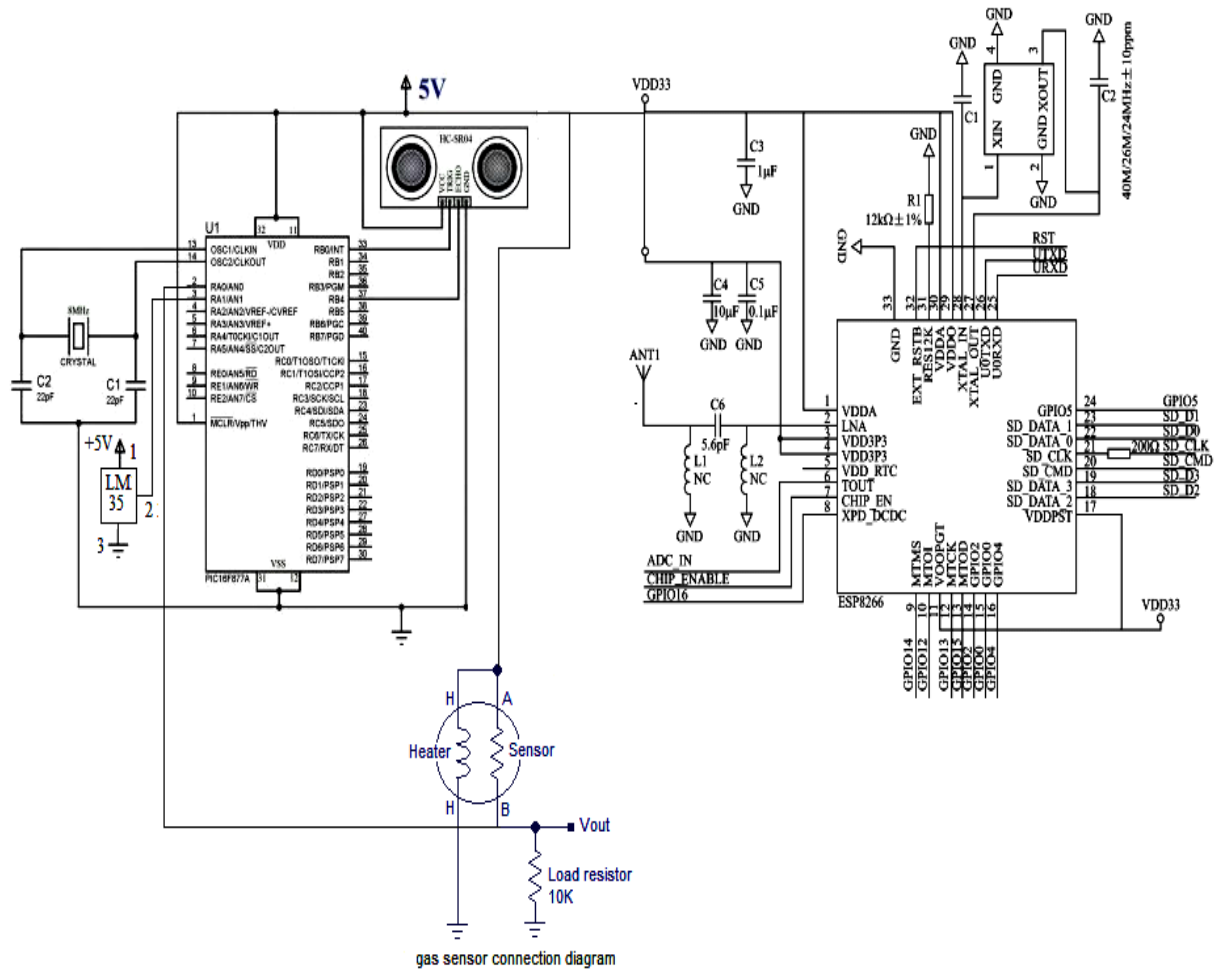 5V
HC-SR04
VCC
TRIG
ECHO
GND
U1
32
11
VDD
13
OSC1/CLKIN
14
OSC2/CLKOUT
2
RA0/AN0
3
RA1/AN1
4
RA2/AN2/VREF-/CVREF
5
RA3/AN3/VREF+
6
RA4/T0CKI/C1OUT
7
RA5/AN4/SS/C2OUT
8
RE0/AN5/RD
9
RE1/AN6/WR
10
RE2/AN7/CS
1
MCLR/Vpp/THV
RB0/INT
33
RB1
34
RB2
35
RB3/PGM
36
RB4
37
RB5
38
RB6/PGC
39
RB7/PGD
40
RC0/T1OSO/T1CKI
15
RC1/T1OSI/CCP2
16
RC2/CCP1
17
RC3/SCK/SCL
18
RC4/SDI/SDA
23
RC5/SDO
24
RC6/TX/CK
25
RC7/RX/DT
26
RD0/PSP0
19
RD1/PSP1
20
RD2/PSP2
21
RD3/PSP3
22
RD4/PSP4
27
RD5/PSP5
28
RD6/PSP6
29
RD7/PSP7
30
VSS
PIC16F877A
31
12
8MHz
CRYSTAL
C2
22pF
C1
22pF
+5V
1
LM
35
2
3
H
A
Heater
Sensor
H
B
Vout
Load resistor
10K
gas sensor connection diagram
VDD33
C3
1μF
GND
C4
10μF
GND
C5
0.1μF
GND
ANT1
C6
5.6pF
L1
NC
GND
L2
NC
GND
ADC_IN
CHIP_ENABLE
GPIO16
GND
R1
12kΩ±1%
GND
GND
C1
GND
4
3
GND
XOUT
XIN
GND
1
2
GND
GND
C2
40M/26M/24MHz±10ppm
RST
UTXD
URXD
33
32
31
30
29
28
27
26
25
GND
EXT_RSTB
RES12K
VDDA
VDDO
XTAL_IN
XTAL_OUT
U0TXD
U0RXD
1
VDDA
2
LNA
3
VDD3P3
4
VDD3P3
5
VDD_RTC
6
TOUT
7
CHIP_EN
8
XPD_DCDC
GPIO5
24
GPIO5
SD_DATA_1
23
SD_D1
SD_DATA_0
22
SD_D0
SD_CLK
21
200Ω
SD_CLK
SD_CMD
20
SD_CMD
SD_DATA_3
19
SD_D3
SD_DATA_2
18
SD_D2
VDDPST
17
MTMS
MTOI
VOOPGT
MTCK
MTOD
GPIO2
GPIO0
GPIO4
ESP8266
9
10
11
12
13
14
15
16
GPIO14
GPIO12
GPIO13
GPIO15
GPIO2
GPIO0
GPIO4
VDD33